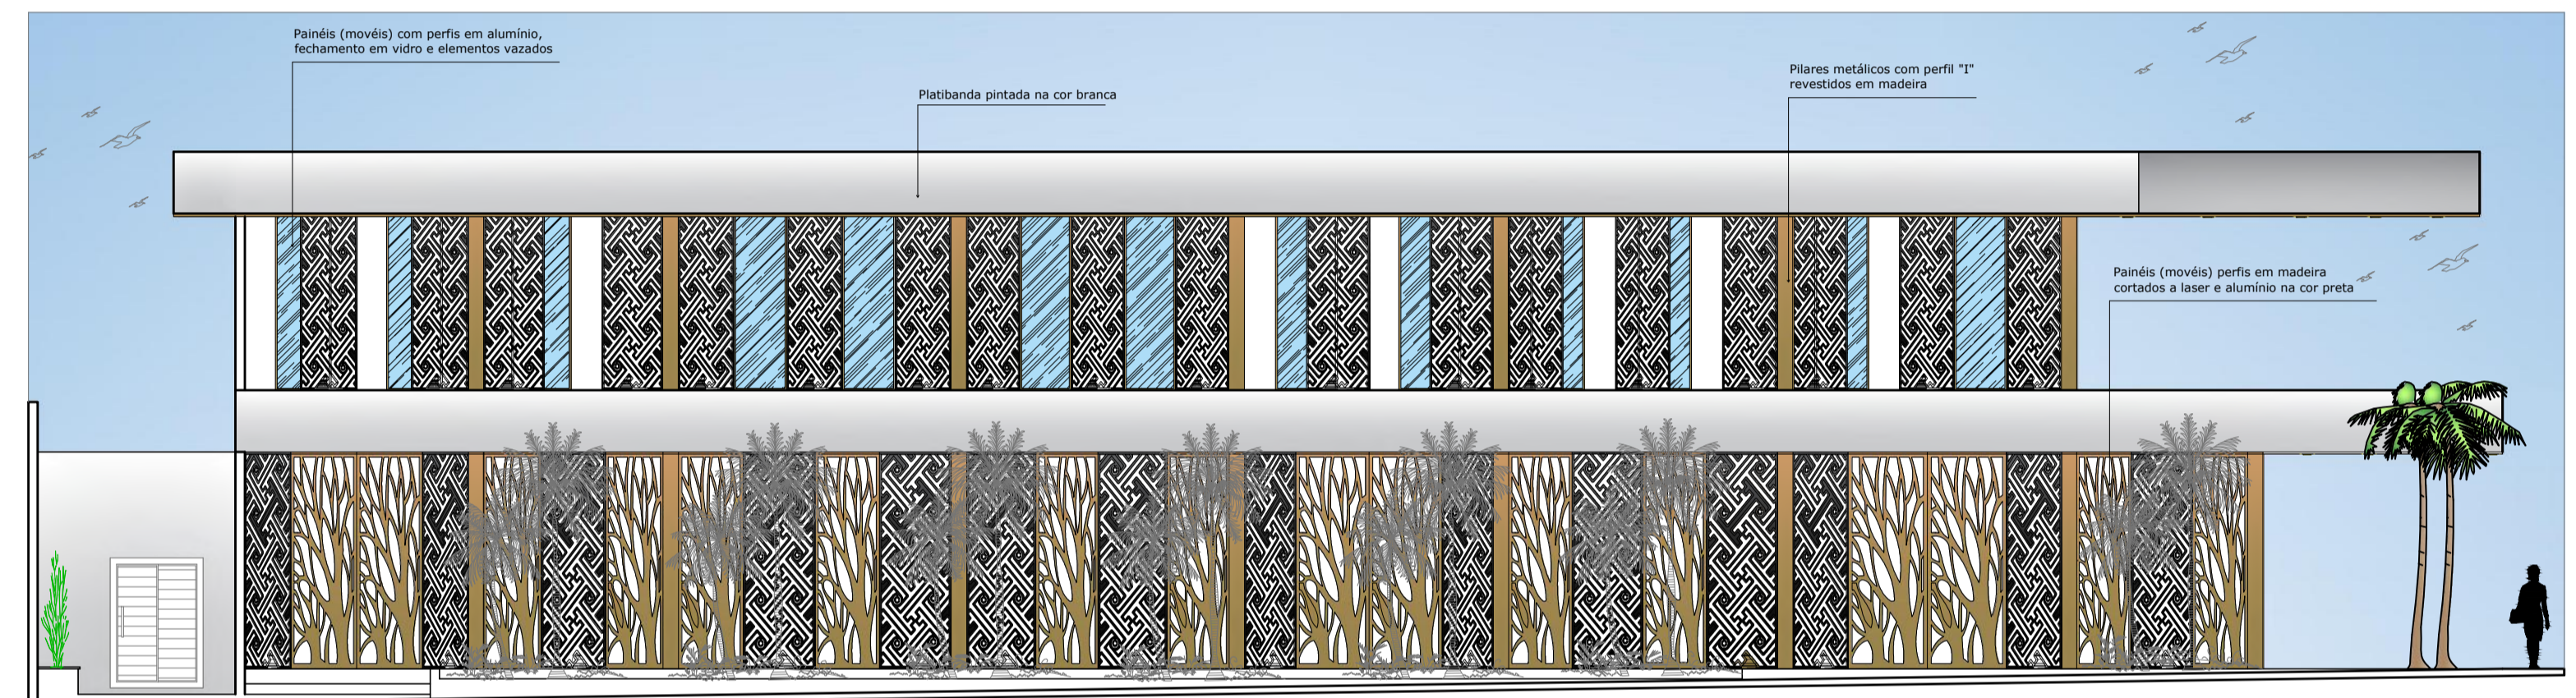 Painéis (movéis) com perfis em alumínio,
fechamento em vidro e elementos vazados
Platibanda pintada na cor branca
Pilares metálicos com perfil "I"
revestidos em madeira
Painéis (movéis) perfis em madeira
cortados a laser e alumínio na cor preta